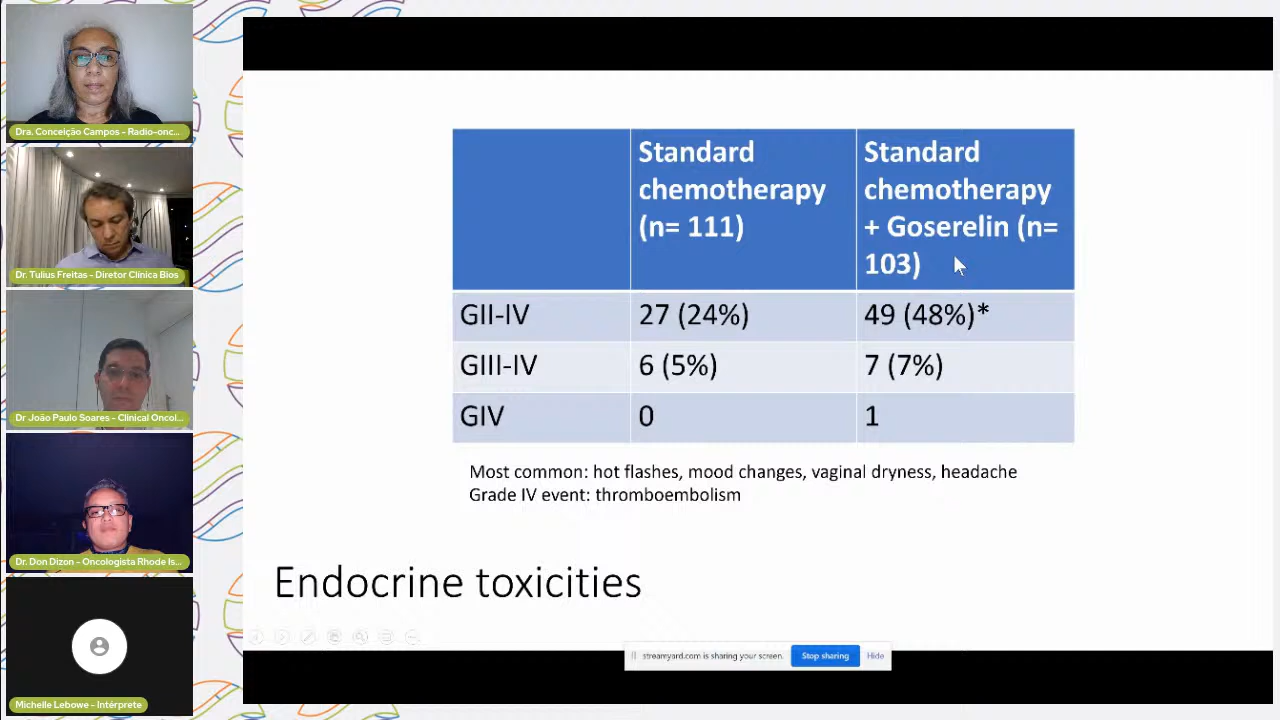 Dra. Conceição Campos - Radio-onc...
Dr. Tulius Freitas - Diretor Clínica Bios
Dr João Paulo Soares - Clínical Oncol...
Dr. Don Dizon - Oncologista Rhode Is...
Michelle Lebowe - Intérprete
Standard chemotherapy (n= 111)
Standard chemotherapy + Goserelin (n= 103)
GII-IV 27 (24%) 49 (48%)*
GIII-IV 6 (5%) 7 (7%)
GIV 0 1
Most common: hot flashes, mood changes, vaginal dryness, headache
Grade IV event: thromboembolism
Endocrine toxicities
streamyard.com is sharing your screen. Stop sharing Hide